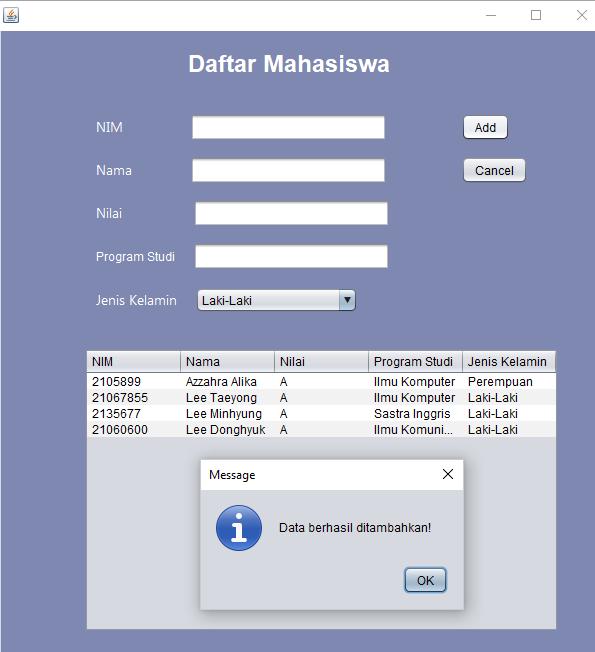 Daftar Mahasiswa
NIM
Add
Nama
Cancel
Nilai
Program Studi
Jenis Kelamin Laki-Laki
NIM Nama Nilai Program Studi Jenis Kelamin
2105899 Azzahra Alika A Ilmu Komputer Perempuan
21067855 Lee Taeyong A Ilmu Komputer Laki-Laki
2135677 Lee Minhyung A Sastra Inggris Laki-Laki
21060600 Lee Donghyuk A Ilmu Komuni... Laki-Laki
Message
Data berhasil ditambahkan!
OK